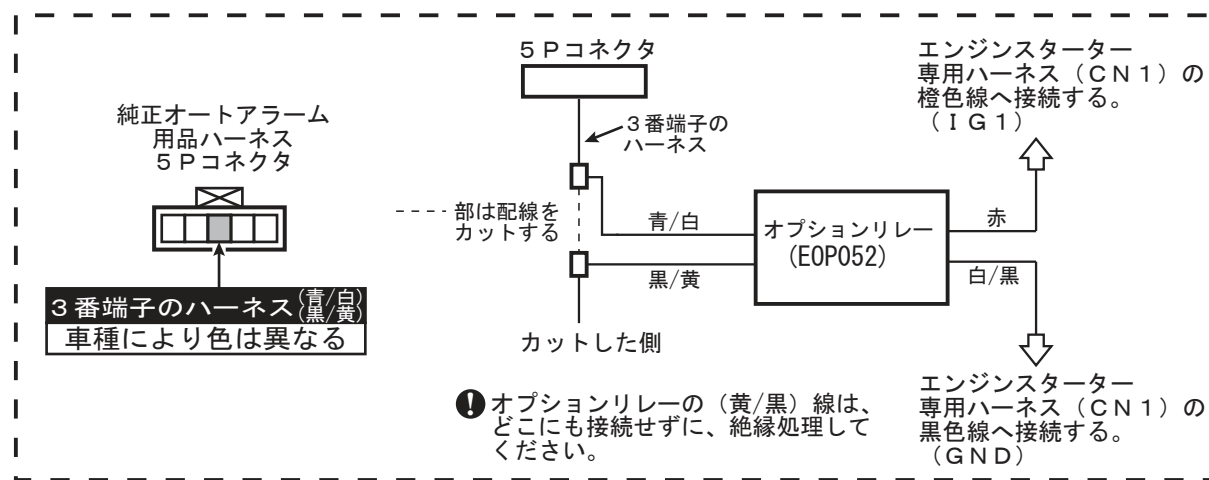 純正オートアラーム
用品ハーネス
５Ｐコネクタ
３番端子のハーネス(青/白)
(黒/黄)
車種により色は異なる
５Ｐコネクタ
３番端子の
ハーネス
部は配線を
カットする
青/白
黒/黄
カットした側
オプションリレー
(EOP052)
赤
白/黒
エンジンスターター
専用ハーネス（ＣＮ１）の
橙色線へ接続する。
（ＩＧ１）
エンジンスターター
専用ハーネス（ＣＮ１）の
黒色線へ接続する。
（ＧＮＤ）
オプションリレーの（黄/黒）線は、
どこにも接続せずに、絶縁処理して
ください。